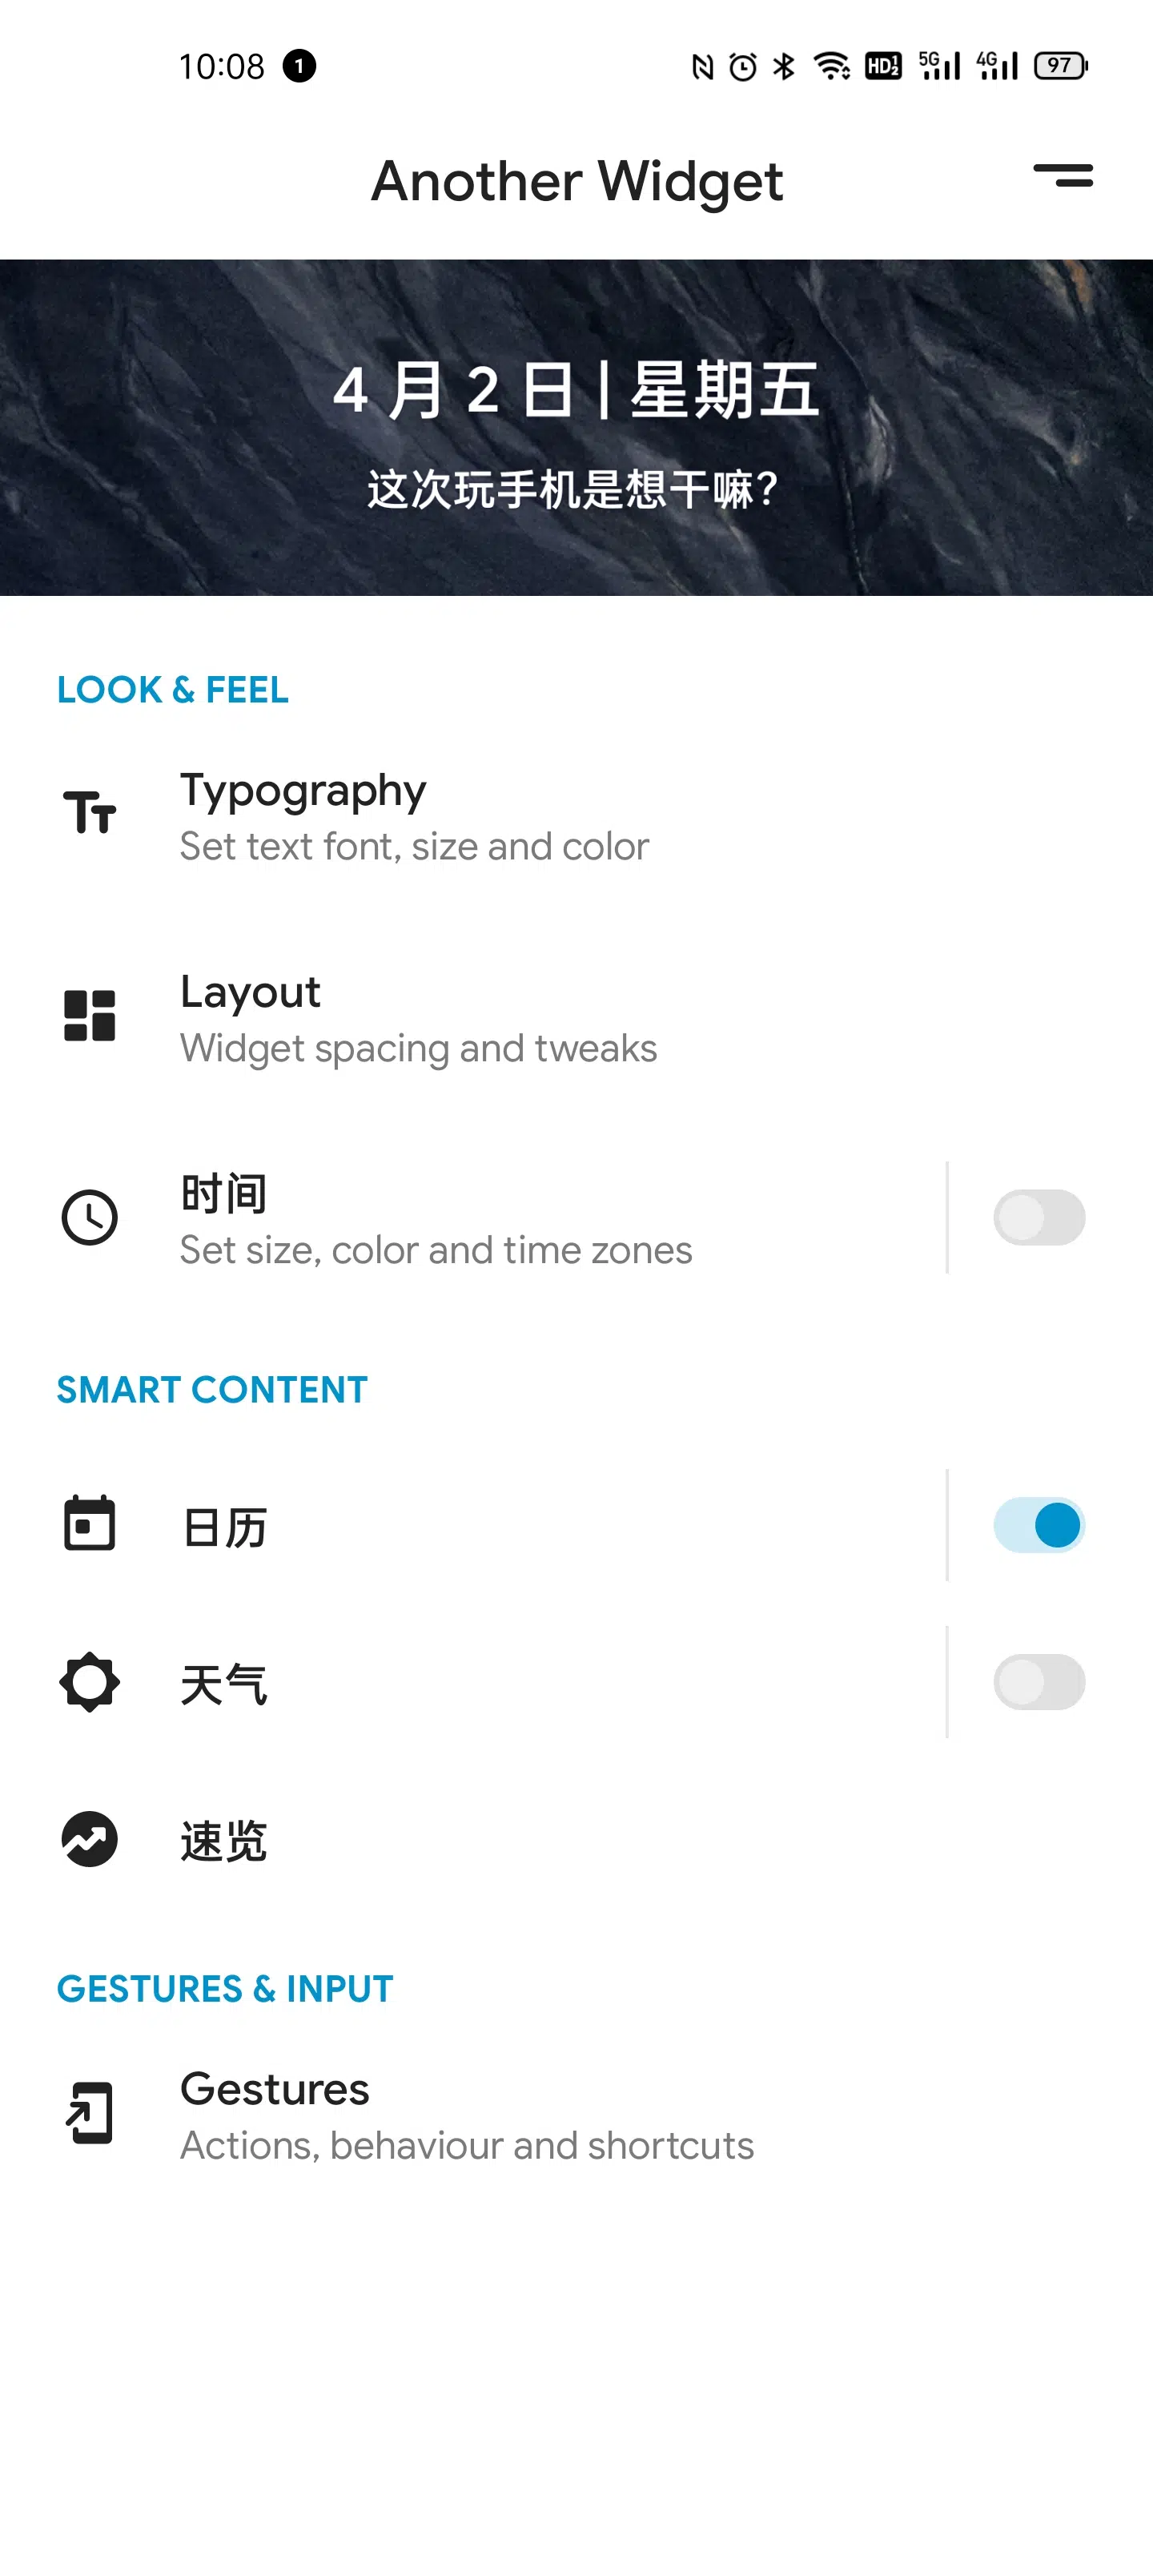 10:08 1 N HD12 5G 4G 97
Another Widget
4 月 2 日 | 星期五
这次玩手机是想干嘛?
LOOK & FEEL
Typography
Set text font, size and color
Layout
Widget spacing and tweaks
时间
Set size, color and time zones
SMART CONTENT
日历
天气
速览
GESTURES & INPUT
Gestures
Actions, behaviour and shortcuts